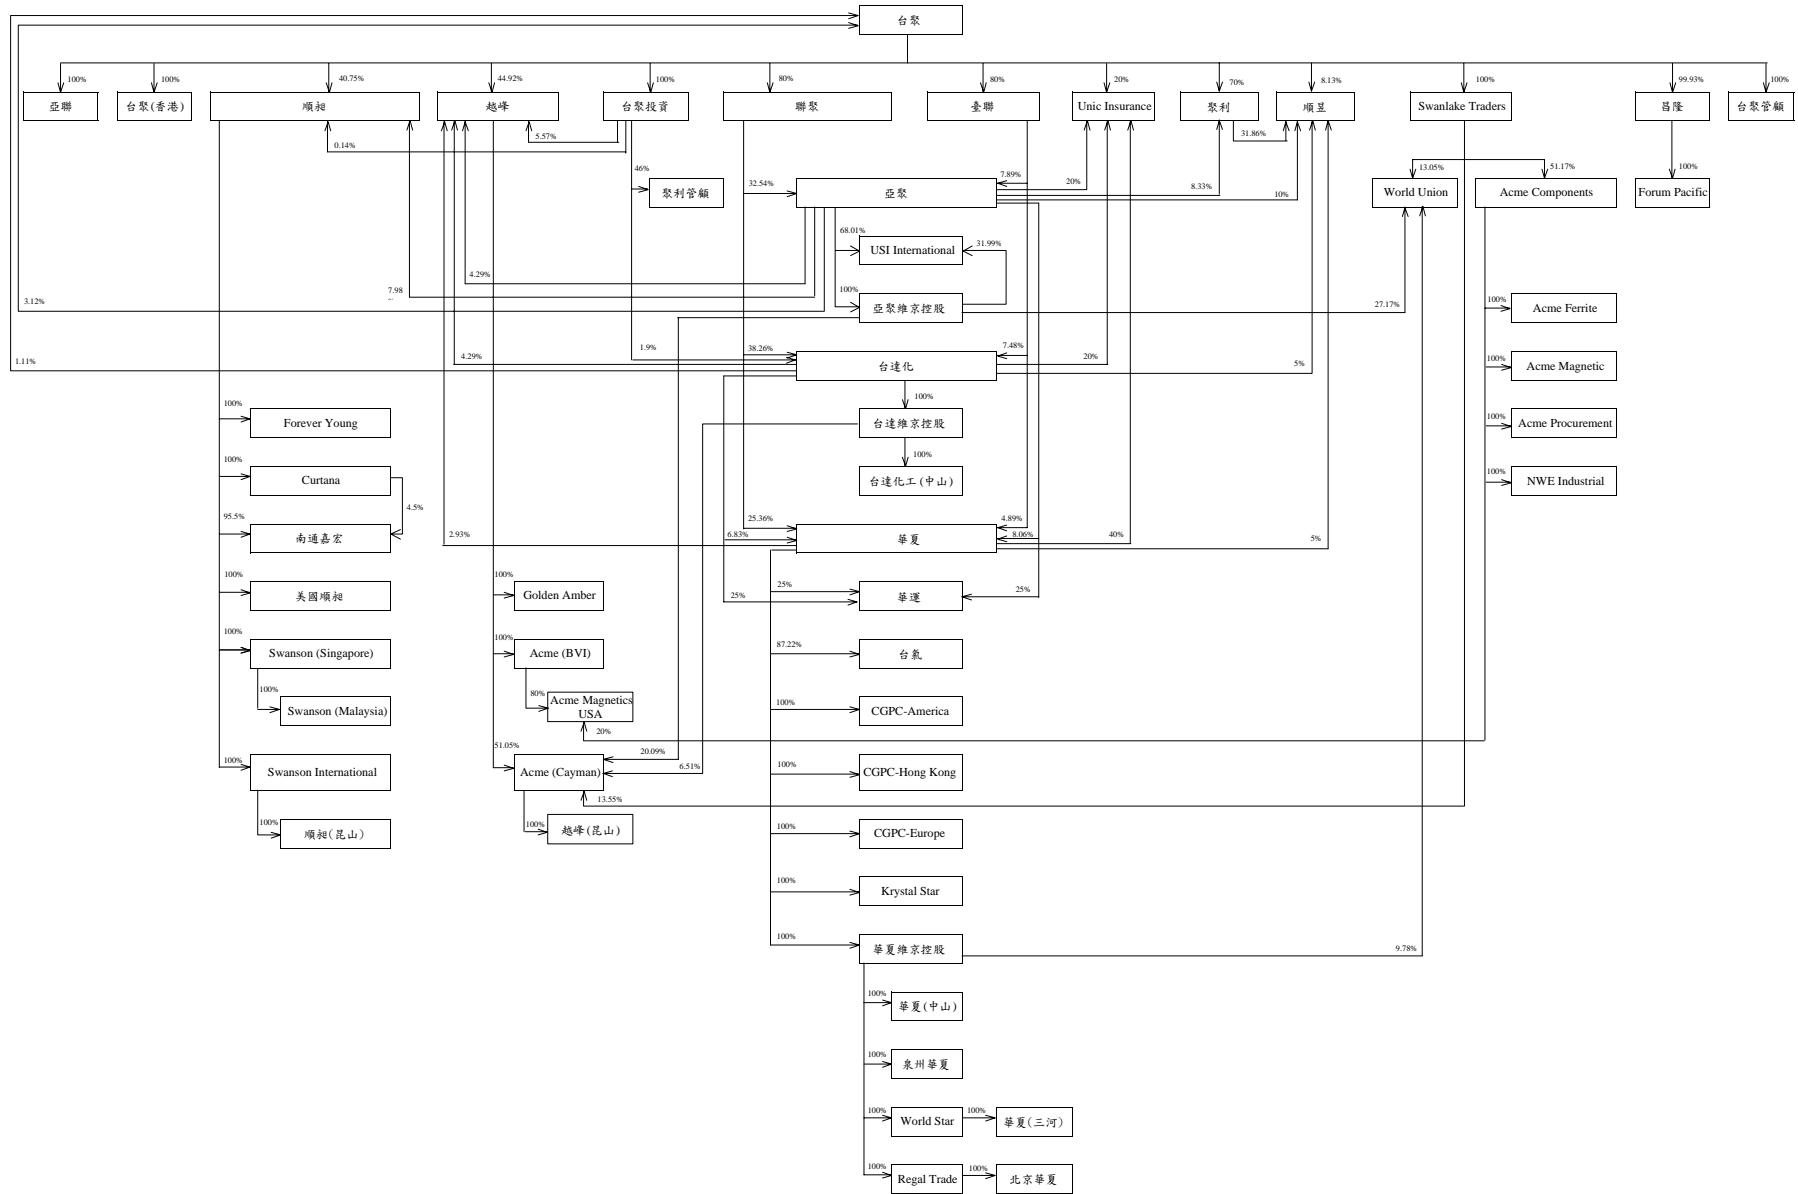 台聚
100%
100%
40.75%
44.92%
100%
80%
80%
20%
70%
8.13%
100%
99.93%
100%
亞聯
台聚(香港)
順昶
越峰
台聚投資
聯聚
臺聯
Unic Insurance
聚利
順昱
Swanlake Traders
昌隆
台聚管顧
5.57%
31.86%
0.14%
46%
32.54%
7.89%
20%
8.33%
10%
13.05%
51.17%
100%
聚利管顧
亞聚
World Union
Acme Components
Forum Pacific
68.01%
USI International
31.99%
4.29%
7.98
3.12%
100%
亞聚維京控股
27.17%
100%
Acme Ferrite
1.11%
4.29%
1.9%
38.26%
7.48%
台達化
20%
5%
100%
Acme Magnetic
100%
100%
Forever Young
台達維京控股
100%
Acme Procurement
100%
100%
Curtana
台達化工(中山)
100%
NWE Industrial
4.5%
95.5%
南通嘉宏
2.93%
25.36%
6.83%
華夏
4.89%
8.06%
40%
5%
100%
美國順昶
100%
Golden Amber
25%
25%
華運
25%
100%
Swanson (Singapore)
100%
Acme (BVI)
87.22%
台氯
100%
Swanson (Malaysia)
80%
Acme Magnetics
USA
20%
100%
CGPC-America
100%
Swanson International
51.05%
Acme (Cayman)
20.09%
6.51%
13.55%
100%
CGPC-Hong Kong
100%
順昶(昆山)
100%
越峰(昆山)
100%
CGPC-Europe
100%
Krystal Star
100%
華夏維京控股
9.78%
100%
華夏(中山)
100%
泉州華夏
100%
World Star
100%
華夏(三河)
100%
Regal Trade
100%
北京華夏